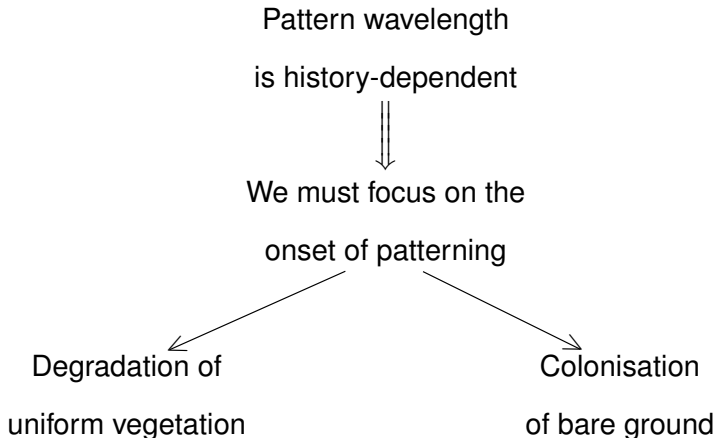 Pattern wavelength
is history-dependent
We must focus on the
onset of patterning
Degradation of
uniform vegetation
Colonisation
of bare ground